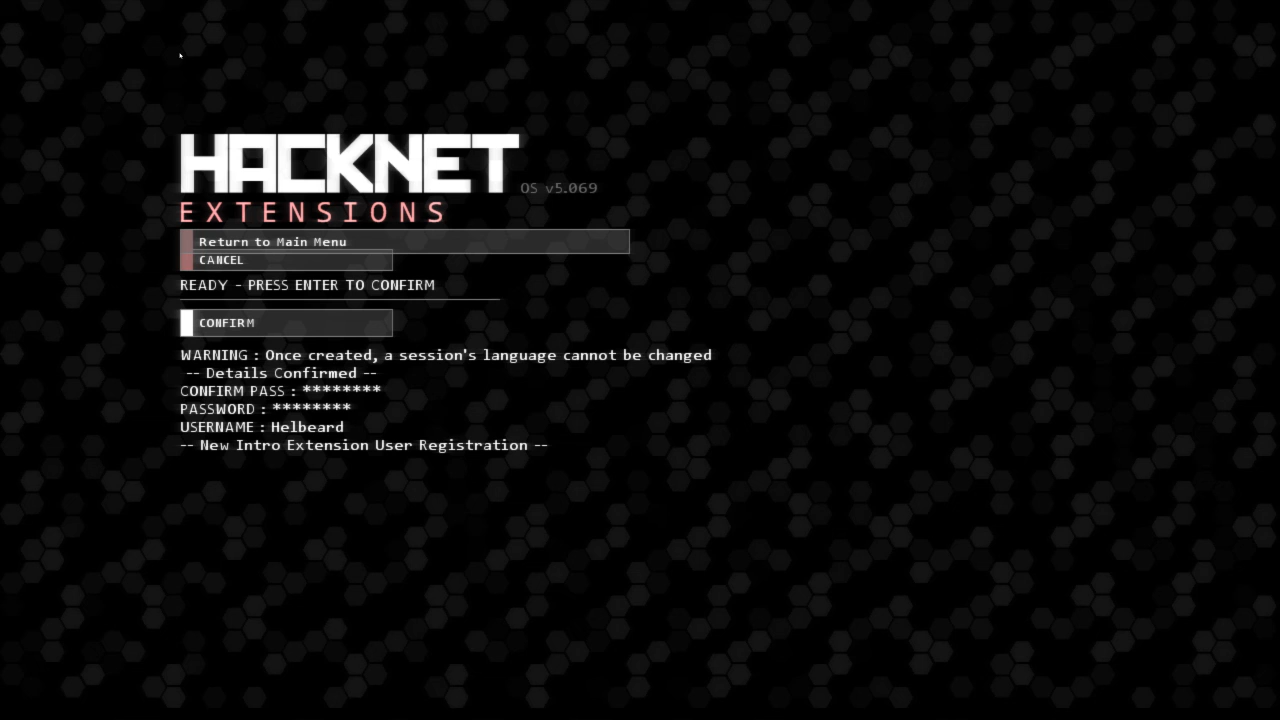 HACKNET
OS v5.069
EXTENSIONS
Return to Main Menu
CANCEL
READY - PRESS ENTER TO CONFIRM
CONFIRM
WARNING : Once created, a session's language cannot be changed
-- Details Confirmed --
CONFIRM PASS : ********
PASSWORD : ********
USERNAME : Helbeard
-- New Intro Extension User Registration --